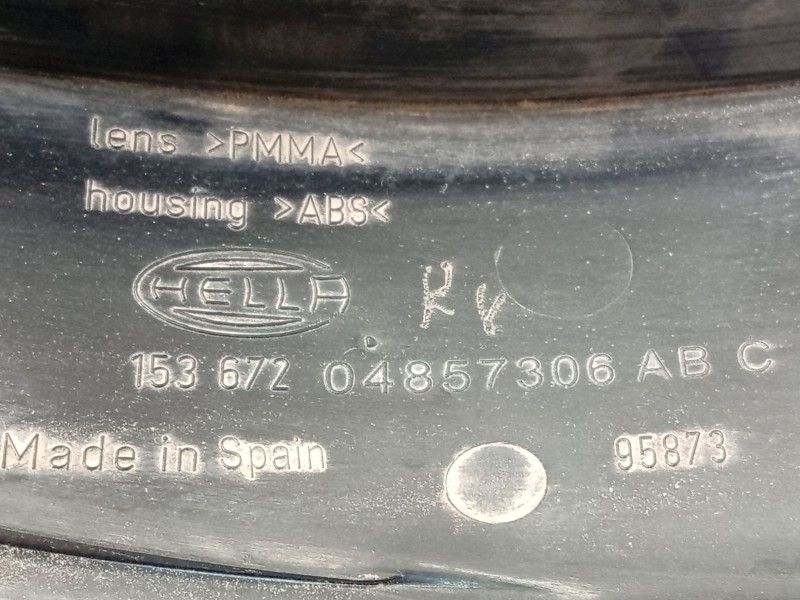 lens >PMMA<
housing >ABS<
HELLA
153 672 04857306 AB C
Made in Spain
95873